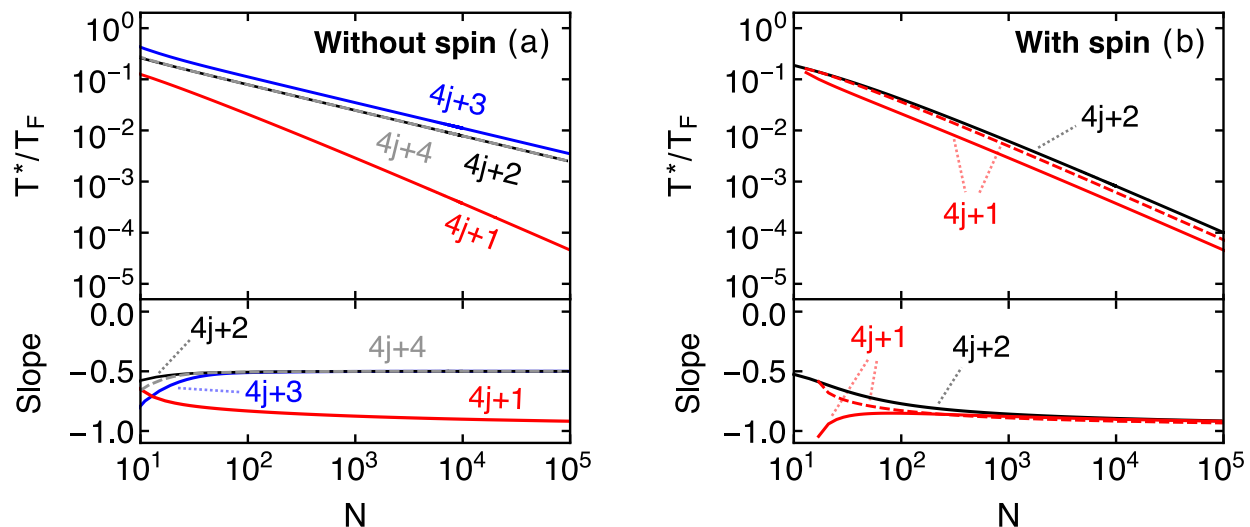 Without spin (a)
T*/T_F
10^0
10^-1
10^-2
10^-3
10^-4
10^-5
4j+3
4j+4
4j+2
4j+1
Slope
0.0
−0.5
−1.0
4j+2
4j+4
4j+3
4j+1
10^1 10^2 10^3 10^4 10^5
N
With spin (b)
T*/T_F
10^0
10^-1
10^-2
10^-3
10^-4
10^-5
4j+2
4j+1
Slope
0.0
−0.5
−1.0
4j+1
4j+2
10^1 10^2 10^3 10^4 10^5
N